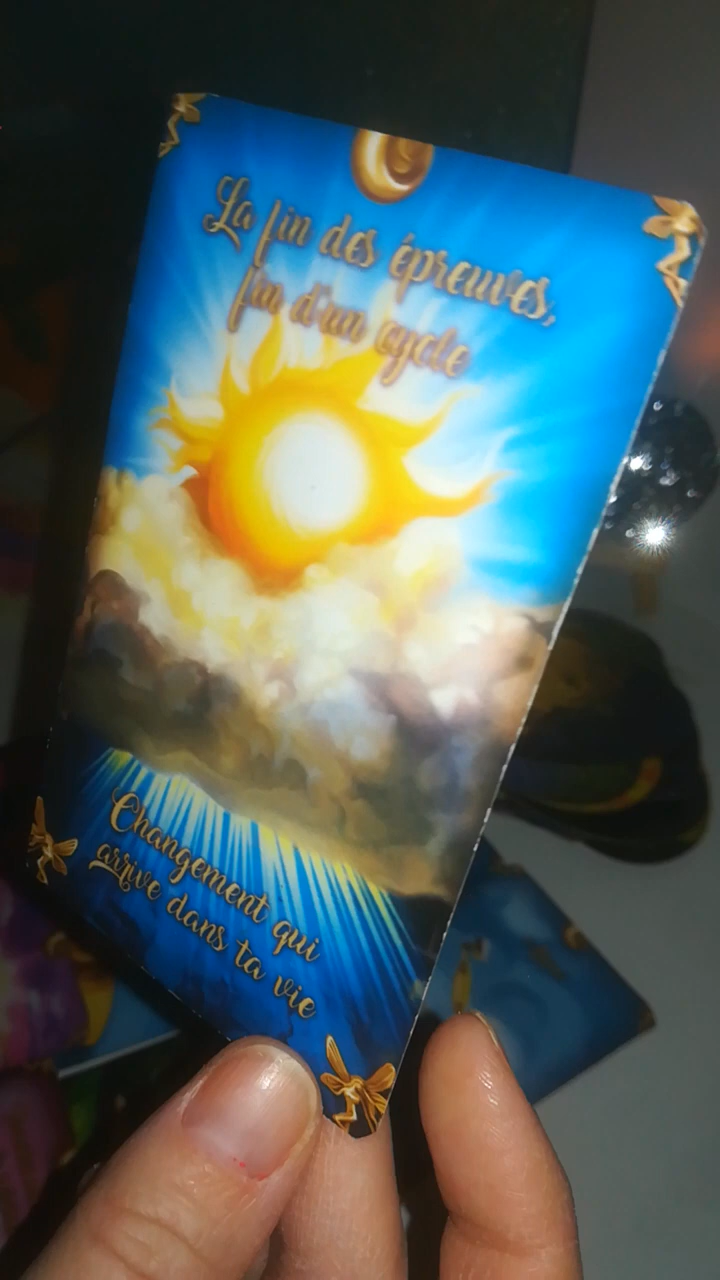 La fin des épreuves,
fin d'un cycle
Changement qui
arrive dans ta vie